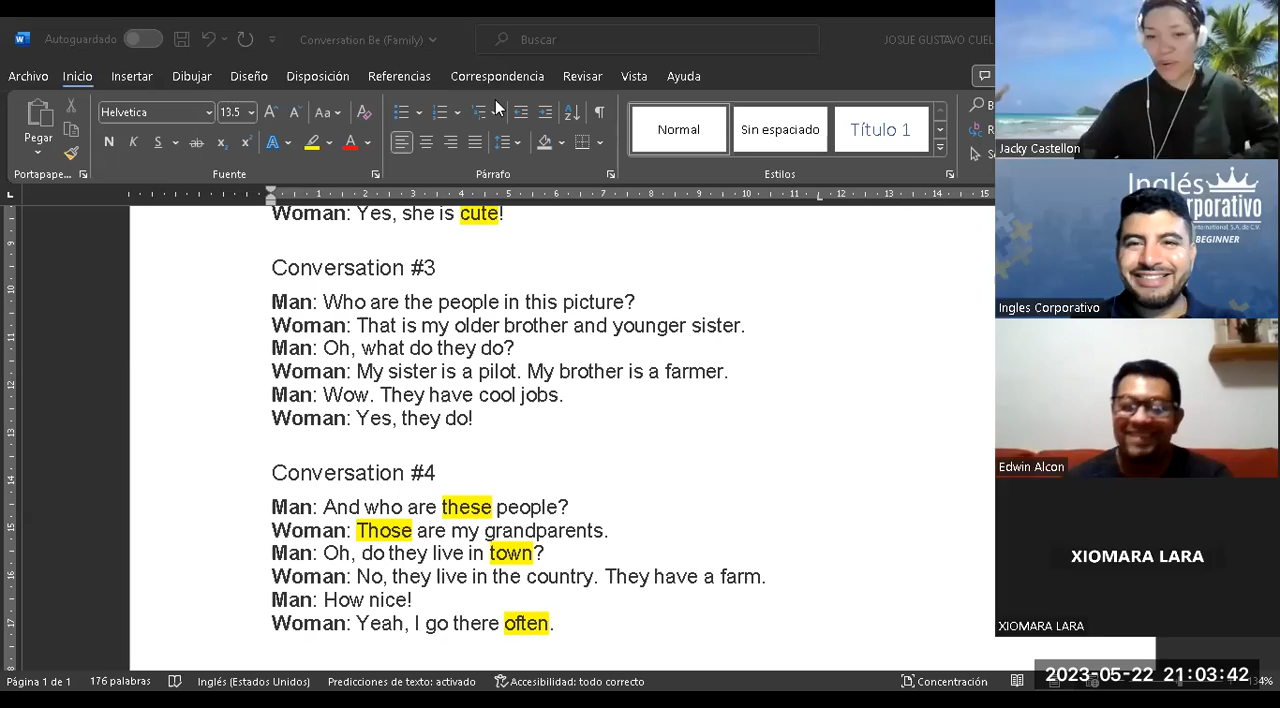 Autoguardado
Conversation Be (Family)
Buscar
JOSUE GUSTAVO CUEL
Archivo Inicio Insertar Dibujar Diseño Disposición Referencias Correspondencia Revisar Vista Ayuda
Pegar
Helvetica 13.5
Normal
Sin espaciado
Título 1
Portapape...
Fuente
Párrafo
Estilos
Woman: Yes, she is cute!
Conversation #3
Man: Who are the people in this picture?
Woman: That is my older brother and younger sister.
Man: Oh, what do they do?
Woman: My sister is a pilot. My brother is a farmer.
Man: Wow. They have cool jobs.
Woman: Yes, they do!
Conversation #4
Man: And who are these people?
Woman: Those are my grandparents.
Man: Oh, do they live in town?
Woman: No, they live in the country. They have a farm.
Man: How nice!
Woman: Yeah, I go there often.
Página 1 de 1
176 palabras
Inglés (Estados Unidos)
Predicciones de texto: activado
Accesibilidad: todo correcto
Concentración
134%
Jacky Castellon
Inglés
International, S.A. de C.V.
BEGINNER
Ingles Corporativo
Edwin Alcon
XIOMARA LARA
XIOMARA LARA
2023-05-22 21:03:42